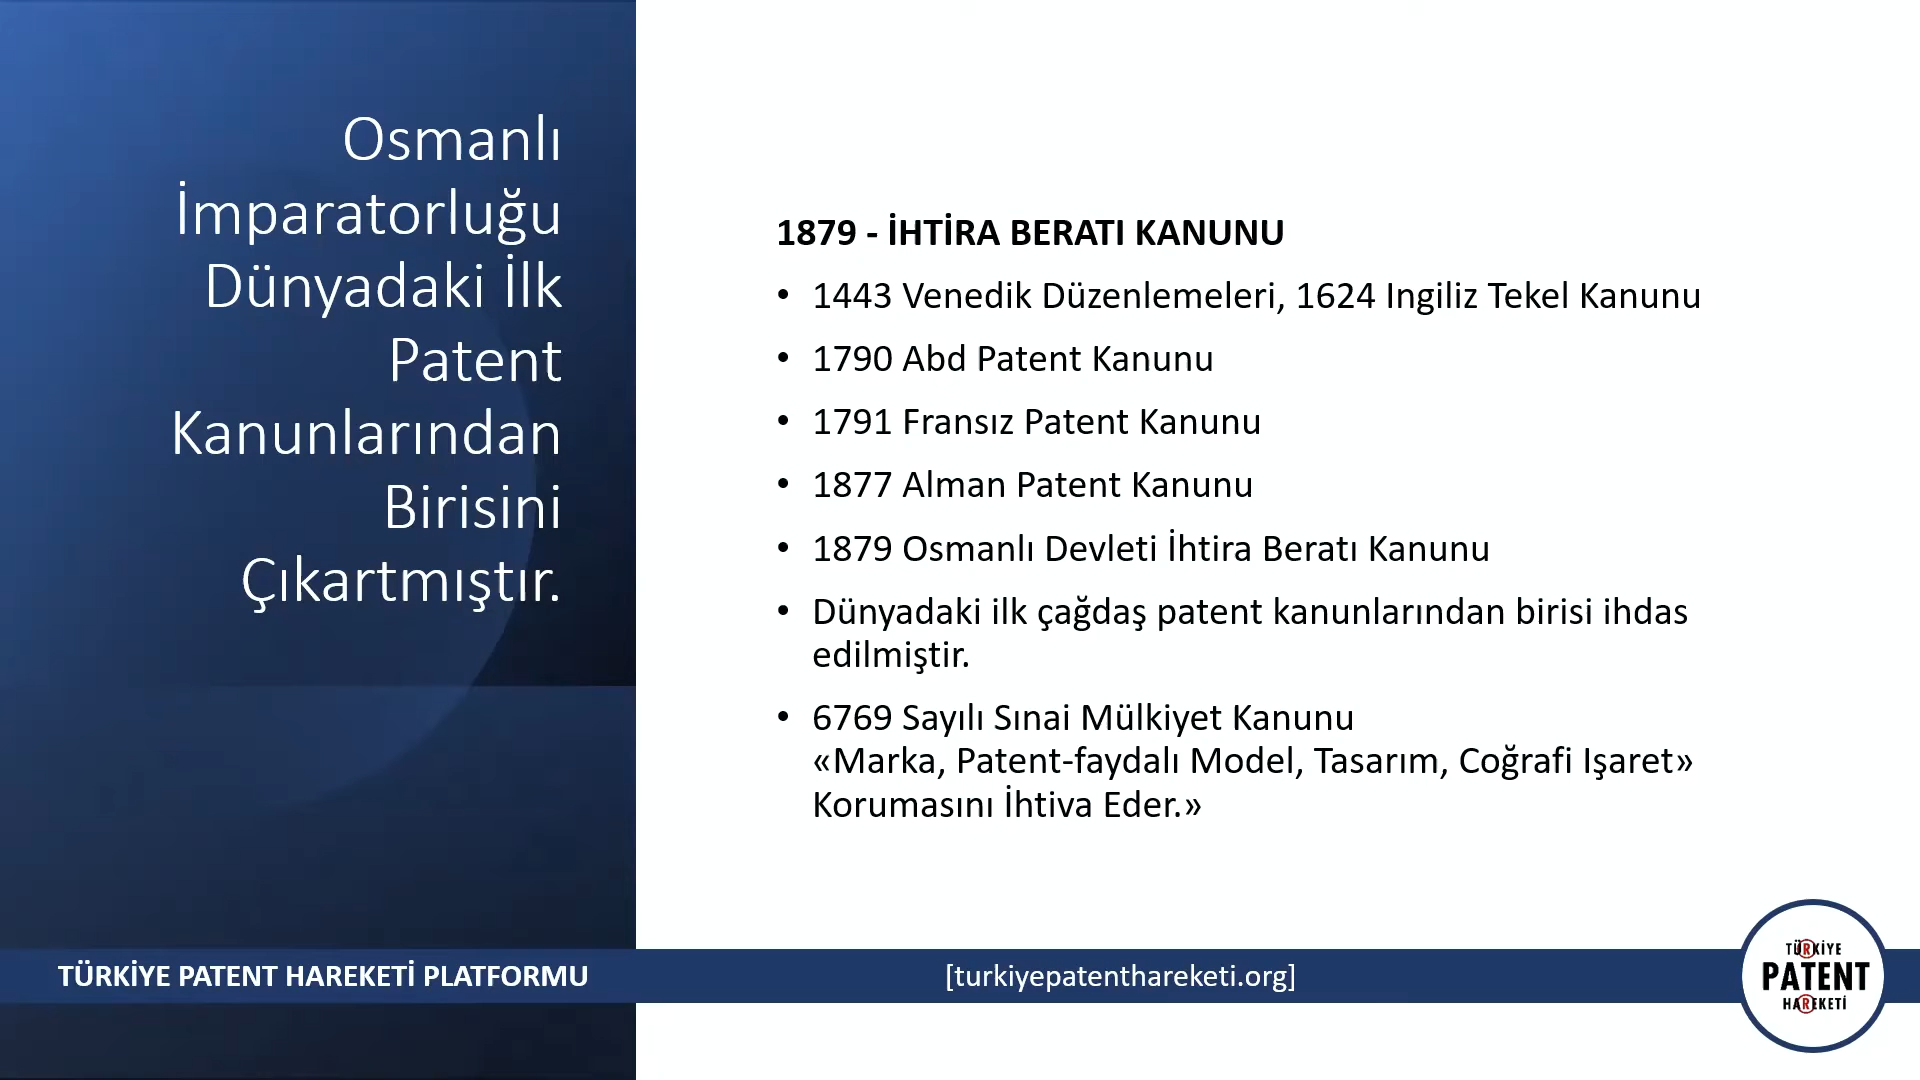 Osmanlı
İmparatorluğu
Dünyadaki İlk
Patent
Kanunlarından
Birisini
Çıkartmıştır.
1879 - İHTİRA BERATI KANUNU
• 1443 Venedik Düzenlemeleri, 1624 Ingiliz Tekel Kanunu
• 1790 Abd Patent Kanunu
• 1791 Fransız Patent Kanunu
• 1877 Alman Patent Kanunu
• 1879 Osmanlı Devleti İhtira Beratı Kanunu
• Dünyadaki ilk çağdaş patent kanunlarından birisi ihdas
edilmiştir.
• 6769 Sayılı Sınai Mülkiyet Kanunu
«Marka, Patent-faydalı Model, Tasarım, Coğrafi Işaret»
Korumasını İhtiva Eder.»
TÜRKİYE PATENT HAREKETİ PLATFORMU
[turkiyepatenthareketi.org]
TÜRKİYE
PATENT
HAREKETİ